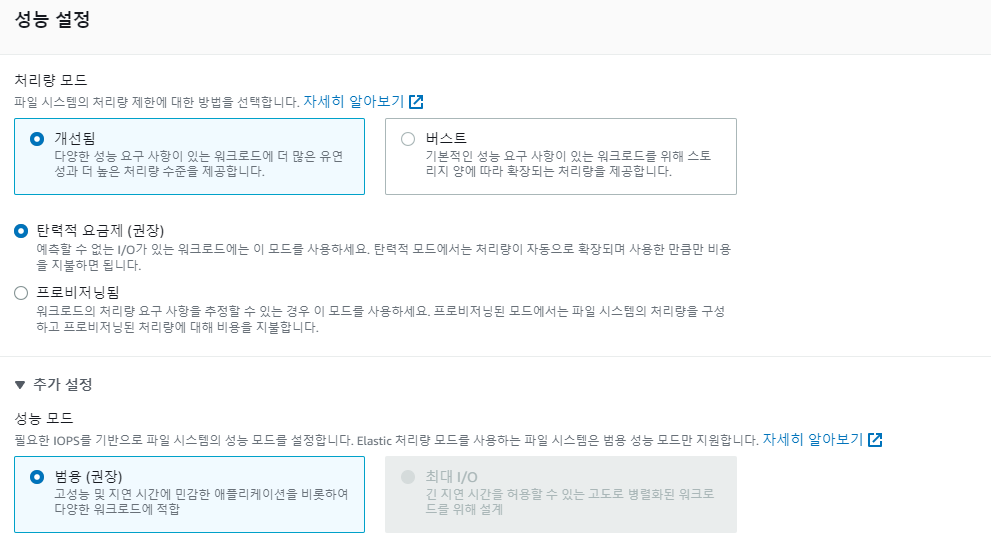 성능 설정
처리량 모드
파일 시스템의 처리량 제한에 대한 방법을 선택합니다. 자세히 알아보기
개선됨
다양한 성능 요구 사항이 있는 워크로드에 더 많은 유연
성과 더 높은 처리량 수준을 제공합니다.
버스트
기본적인 성능 요구 사항이 있는 워크로드를 위해 스토
리지 양에 따라 확장되는 처리량을 제공합니다.
탄력적 요금제 (권장)
예측할 수 없는 I/O가 있는 워크로드에는 이 모드를 사용하세요. 탄력적 모드에서는 처리량이 자동으로 확장되며 사용한 만큼만 비용
을 지불하면 됩니다.
프로비저닝됨
워크로드의 처리량 요구 사항을 추정할 수 있는 경우 이 모드를 사용하세요. 프로비저닝된 모드에서는 파일 시스템의 처리량을 구성
하고 프로비저닝된 처리량에 대해 비용을 지불합니다.
추가 설정
성능 모드
필요한 IOPS를 기반으로 파일 시스템의 성능 모드를 설정합니다. Elastic 처리량 모드를 사용하는 파일 시스템은 범용 성능 모드만 지원합니다. 자세히 알아보기
범용 (권장)
고성능 및 지연 시간에 민감한 애플리케이션을 비롯하여
다양한 워크로드에 적합
최대 I/O
긴 지연 시간을 허용할 수 있는 고도로 병렬화된 워크로
드를 위해 설계